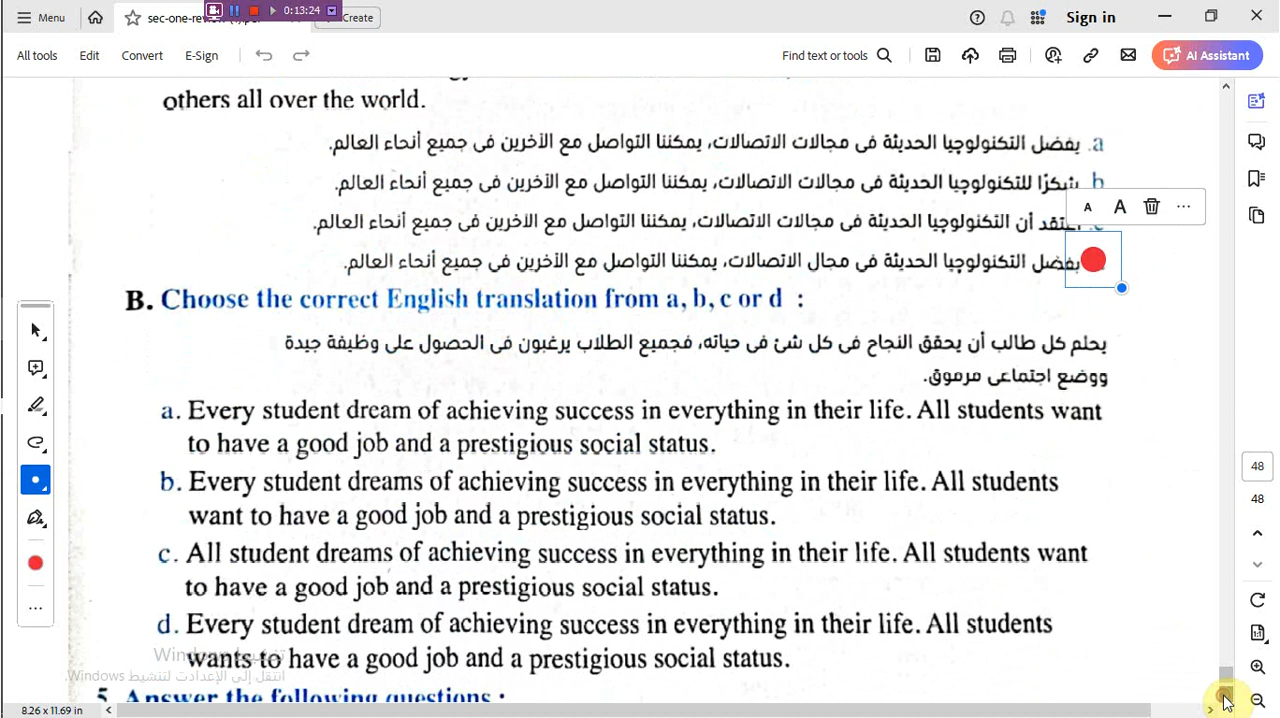 Menu
sec-one-re
0:13:24
Create
Sign in
All tools
Edit
Convert
E-Sign
Find text or tools
AI Assistant
others all over the world.
a. يفضل التكنولوجيا الحديثة فى مجالات الاتصالات، يمكننا التواصل مع الآخرين فى جميع أنحاء العالم.
b شكرًا للتكنولوجيا الحديثة فى مجالات الاتصالات، يمكننا التواصل مع الآخرين فى جميع أنحاء العالم.
أن التكنولوجيا الحديثة فى مجالات الاتصالات، يمكننا التواصل مع الآخرين فى جميع أنحاء العالم.
بفضل التكنولوجيا الحديثة فى مجال الاتصالات، يمكننا التواصل مع الآخرين فى جميع أنحاء العالم.
A A ...
B. Choose the correct English translation from a, b, c or d :
يحلم كل طالب أن يحقق النجاح فى كل شئ فى حياته، فجميع الطلاب يرغبون فى الحصول على وظيفة جيدة
ووضع اجتماعى مرموق.
a. Every student dream of achieving success in everything in their life. All students want
to have a good job and a prestigious social status.
b. Every student dreams of achieving success in everything in their life. All students
want to have a good job and a prestigious social status.
c. All student dreams of achieving success in everything in their life. All students want
to have a good job and a prestigious social status.
d. Every student dream of achieving success in everything in their life. All students
wants to have a good job and a prestigious social status.
تنشيط Windows
انتقل إلى الإعدادات لتنشيط Windows.
5. Answer the following questions :
48
48
8.26 x 11.69 in